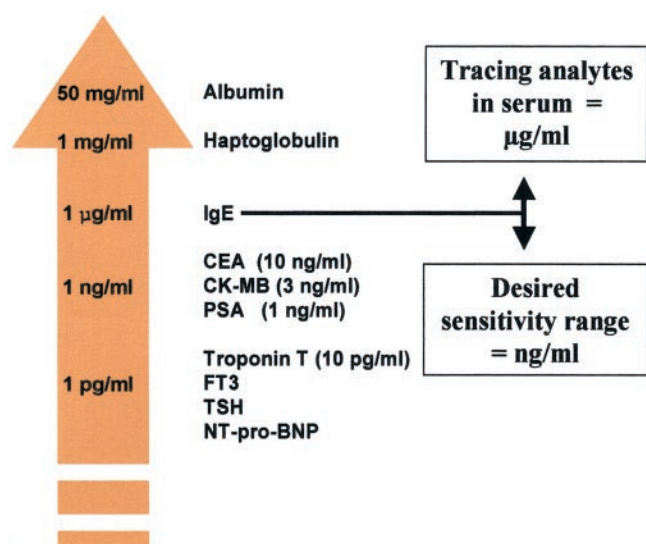 50 mg/ml Albumin
1 mg/ml Haptoglobulin
1 µg/ml IgE
CEA (10 ng/ml)
1 ng/ml CK-MB (3 ng/ml)
PSA (1 ng/ml)
Troponin T (10 pg/ml)
1 pg/ml FT3
TSH
NT-pro-BNP
Tracing analytes
in serum =
µg/ml
Desired
sensitivity range
= ng/ml